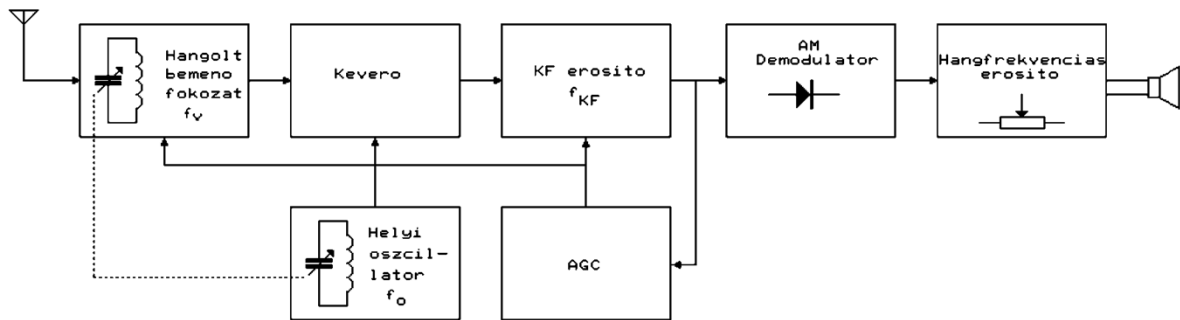 Hangolt
bemeno
fokozat
fv
Kevero
KF erosito
fKF
AM
Demodulator
Hangfrekvencias
erosito
Helyi
oszcil-
lator
fo
AGC